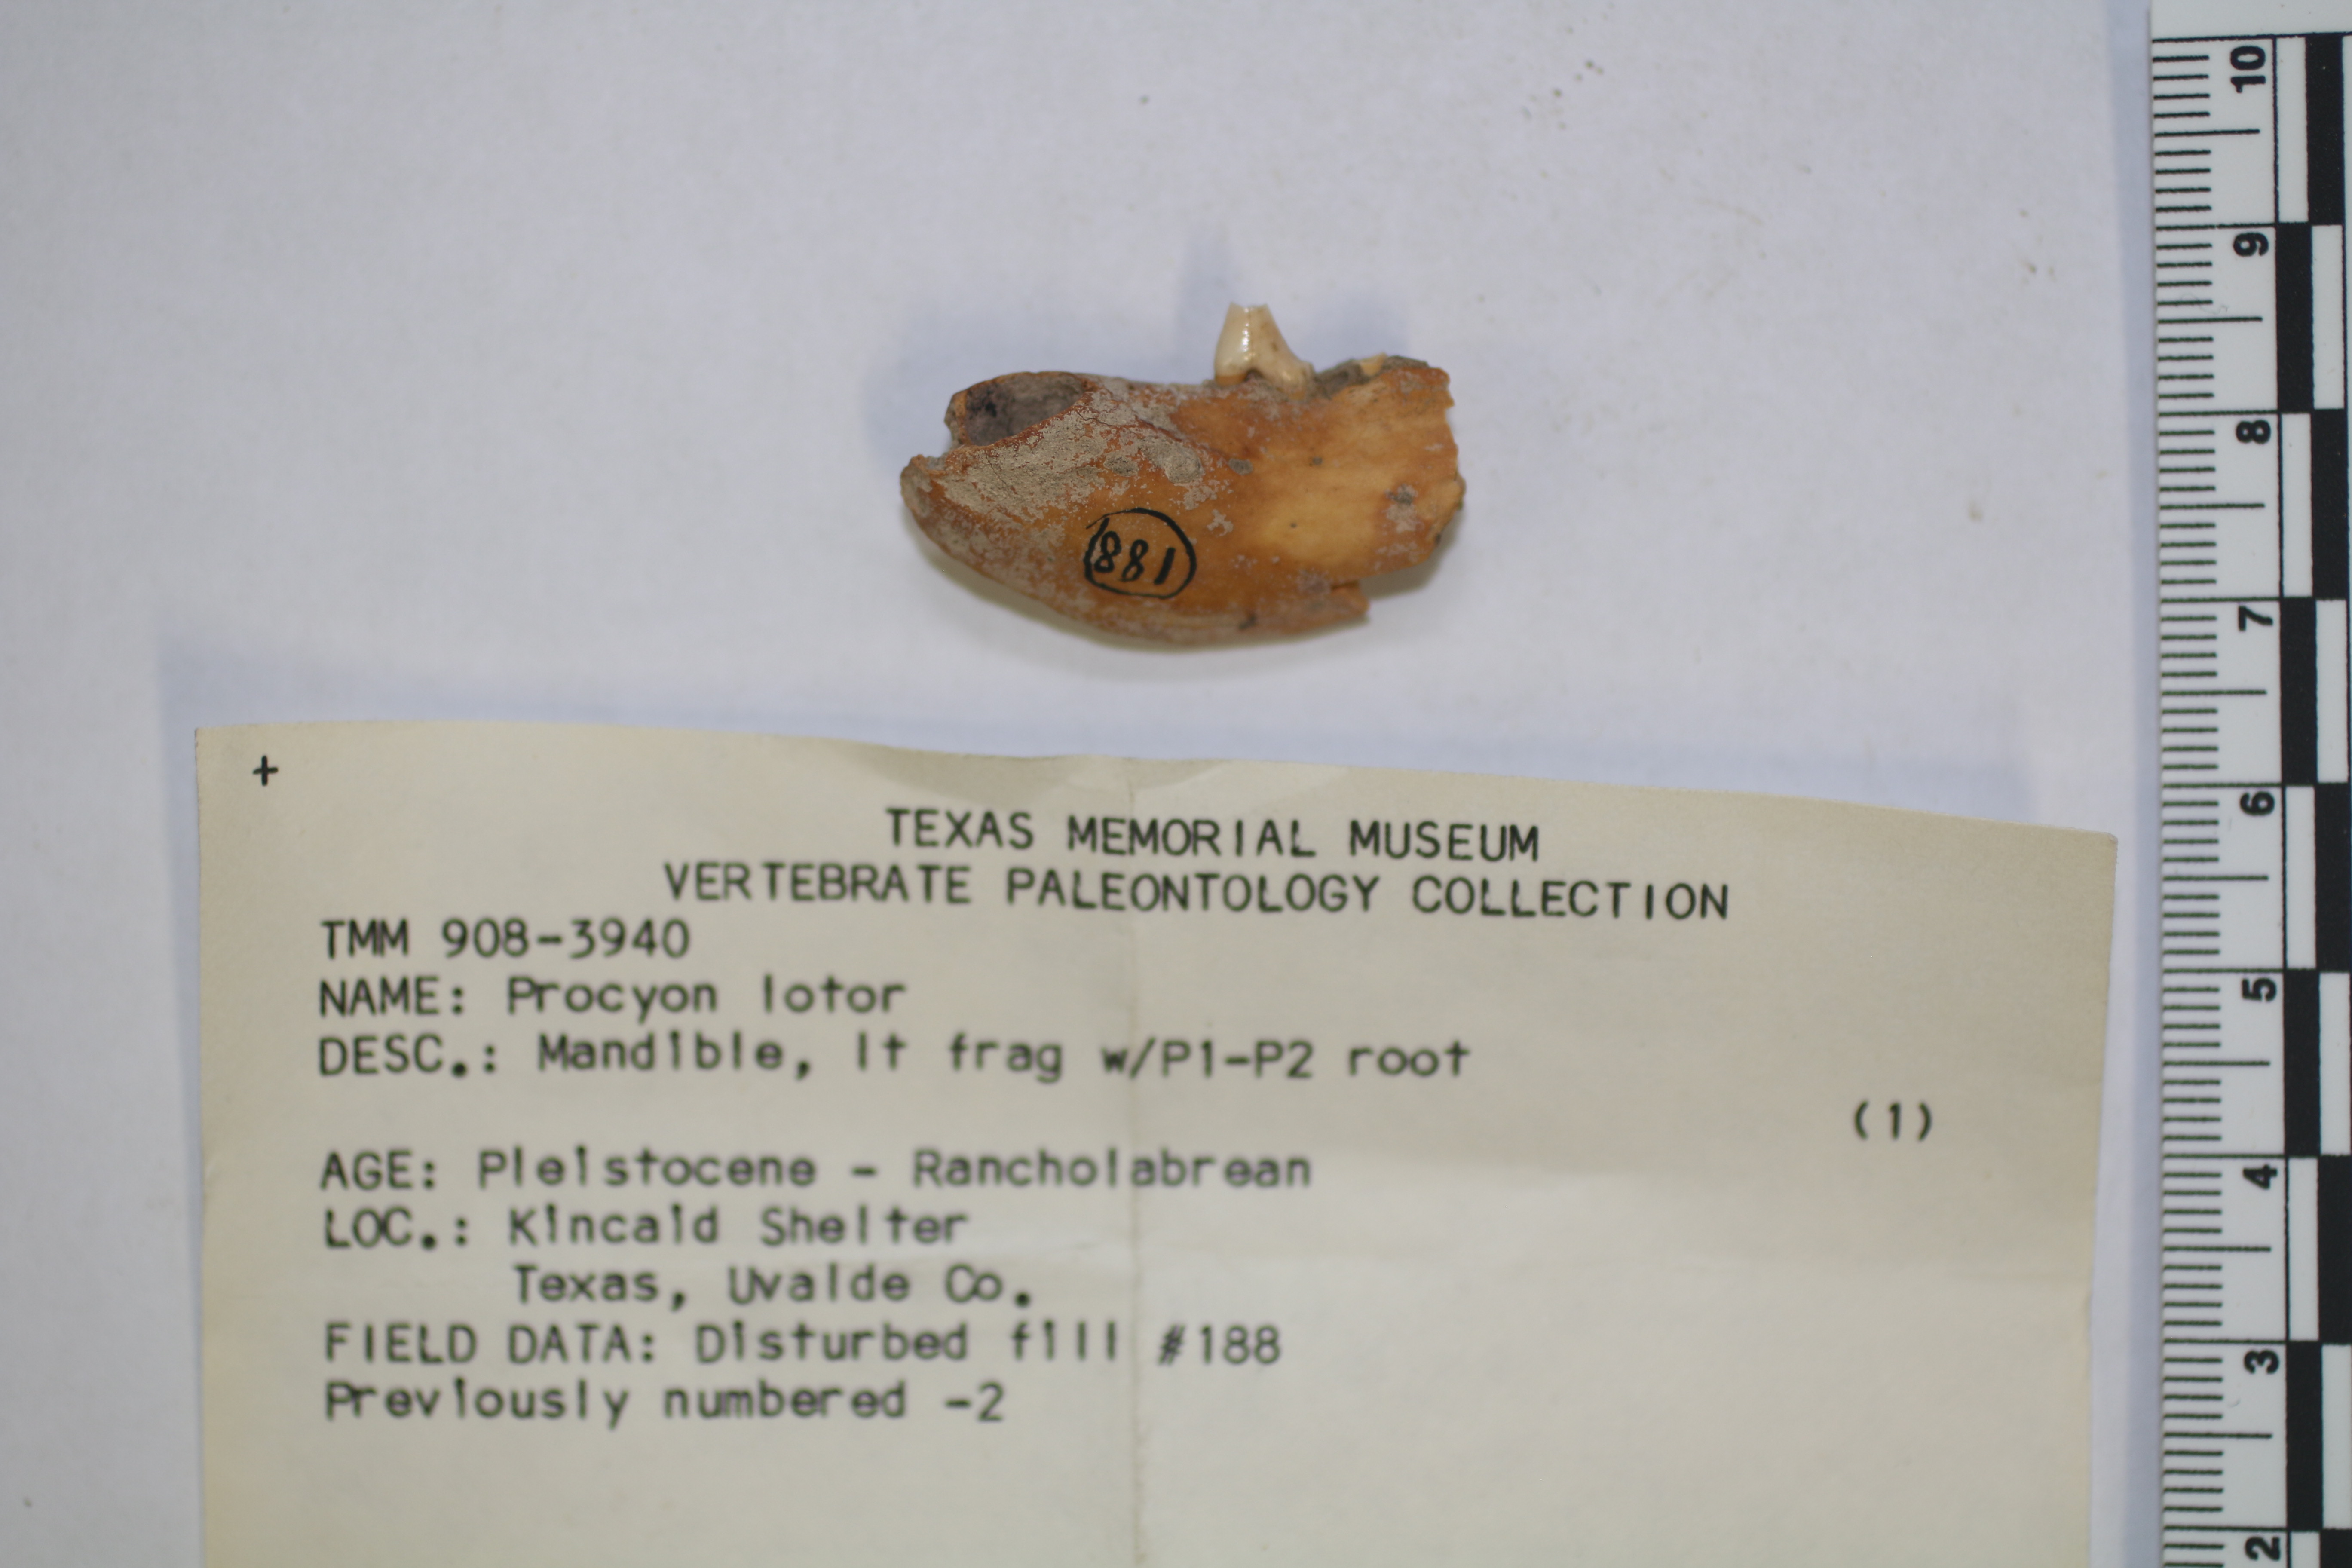 188
+
TEXAS MEMORIAL MUSEUM
VERTEBRATE PALEONTOLOGY COLLECTION
TMM 908-3940
NAME: Procyon lotor
DESC.: Mandible, lt frag w/P1-P2 root
(1)
AGE: Pleistocene - Rancholabrean
LOC.: Kincaid Shelter
Texas, Uvalde Co.
FIELD DATA: Disturbed fill #188
Previously numbered -2
10
9
8
7
6
5
4
3
2